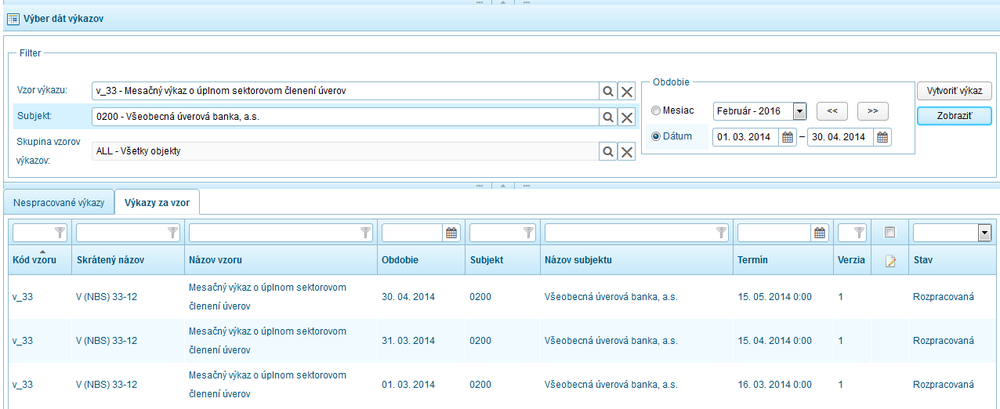 Výber dát výkazov
Filter
Vzor výkazu:
v_33 - Mesačný výkaz o úplnom sektorovom členení úverov
Subjekt:
0200 - Všeobecná úverová banka, a.s.
Skupina vzorov
výkazov:
ALL - Všetky objekty
Obdobie
Mesiac
Február - 2016
<<
>>
Dátum
01. 03. 2014
–
30. 04. 2014
Vytvoriť výkaz
Zobraziť
Nespracované výkazy
Výkazy za vzor
Kód vzoru Skrátený názov Názov vzoru Obdobie Subjekt Názov subjektu Termín Verzia Stav
Mesačný výkaz o úplnom sektorovom
v_33 V (NBS) 33-12 30. 04. 2014 0200 Všeobecná úverová banka, a.s. 15. 05. 2014 0:00 1 Rozpracovaná
členení úverov
Mesačný výkaz o úplnom sektorovom
v_33 V (NBS) 33-12 31. 03. 2014 0200 Všeobecná úverová banka, a.s. 15. 04. 2014 0:00 1 Rozpracovaná
členení úverov
Mesačný výkaz o úplnom sektorovom
v_33 V (NBS) 33-12 01. 03. 2014 0200 Všeobecná úverová banka, a.s. 16. 03. 2014 0:00 1 Rozpracovaná
členení úverov